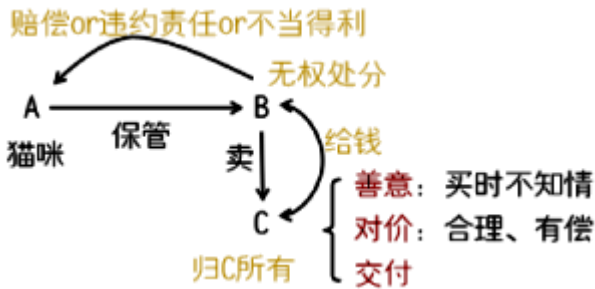 赔偿or违约责任or不当得利
无权处分
A
B
保管
猫咪
卖
给钱
善意：买时不知情
C
对价：合理、有偿
归C所有
交付